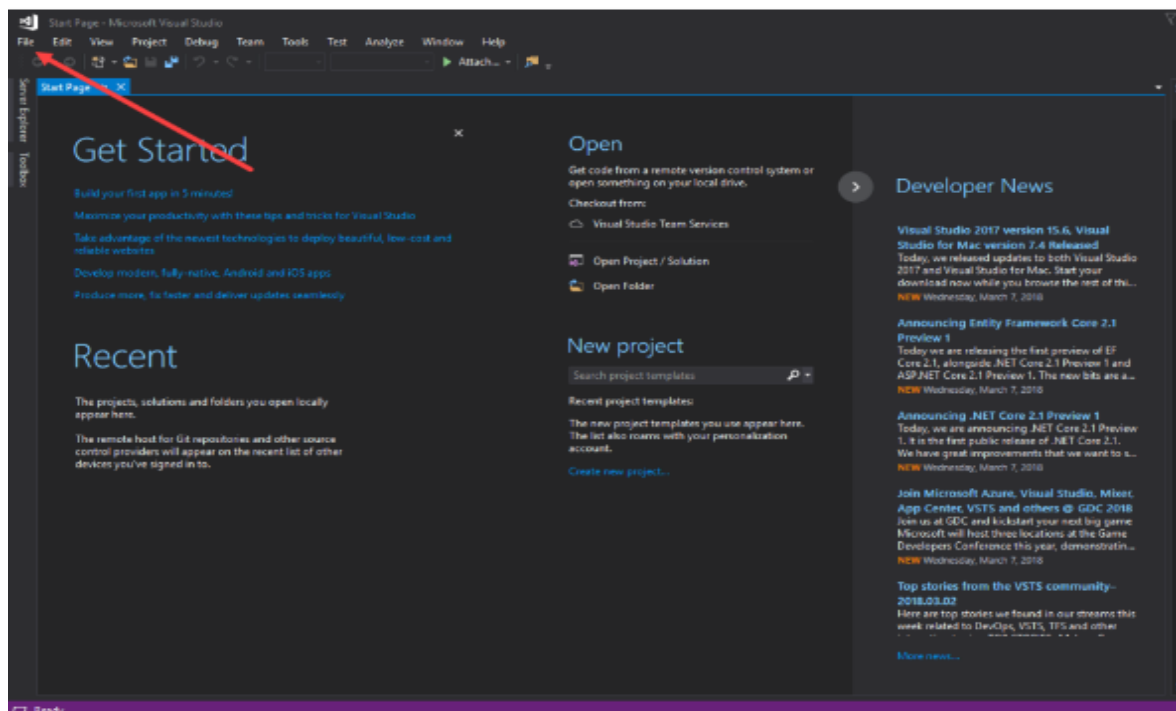 Start Page - Microsoft Visual Studio
File Edit View Project Debug Team Tools Test Analyze Window Help
Attach...
Server Explorer
Toolbox
Start Page
Get Started
Build your first app in 5 minutes!
Maximize your productivity with these tips and tricks for Visual Studio
Take advantage of the newest technologies to deploy beautiful, low-cost and
reliable websites
Develop modern, fully-native, Android and iOS apps
Produce more, fix faster and deliver updates seamlessly
Recent
The projects, solutions and folders you open locally
appear here.
The remote host for Git repositories and other source
control providers will appear on the recent list of other
devices you've signed in to.
Open
Get code from a remote version control system or
open something on your local drive.
Checkout from:
Visual Studio Team Services
Open Project / Solution
Open Folder
New project
Search project templates
Recent project templates:
The new project templates you use appear here.
The list also roams with your personalization
account.
Create new project...
Developer News
Visual Studio 2017 version 15.6, Visual
Studio for Mac version 7.4 Released
Today, we released updates to both Visual Studio
2017 and Visual Studio for Mac. Start your
download now while you browse the rest of thi...
NEW Wednesday, March 7, 2018
Announcing Entity Framework Core 2.1
Preview 1
Today we are releasing the first preview of EF
Core 2.1, alongside .NET Core 2.1 Preview 1 and
ASP.NET Core 2.1 Preview 1. The new bits are a...
NEW Wednesday, March 7, 2018
Announcing .NET Core 2.1 Preview 1
Today, we are announcing .NET Core 2.1 Preview
1. It is the first public release of .NET Core 2.1.
We have great improvements that we want to s...
NEW Wednesday, March 7, 2018
Join Microsoft Azure, Visual Studio, Mixer,
App Center, VSTS and others @ GDC 2018
Join us at GDC and kickstart your next big game
Microsoft will host three locations at the Game
Developers Conference this year, demonstratin...
NEW Wednesday, March 7, 2018
Top stories from the VSTS community–
2018.03.02
Here are top stories we found in our streams this
week related to DevOps, VSTS, TFS and other
More news...
Ready